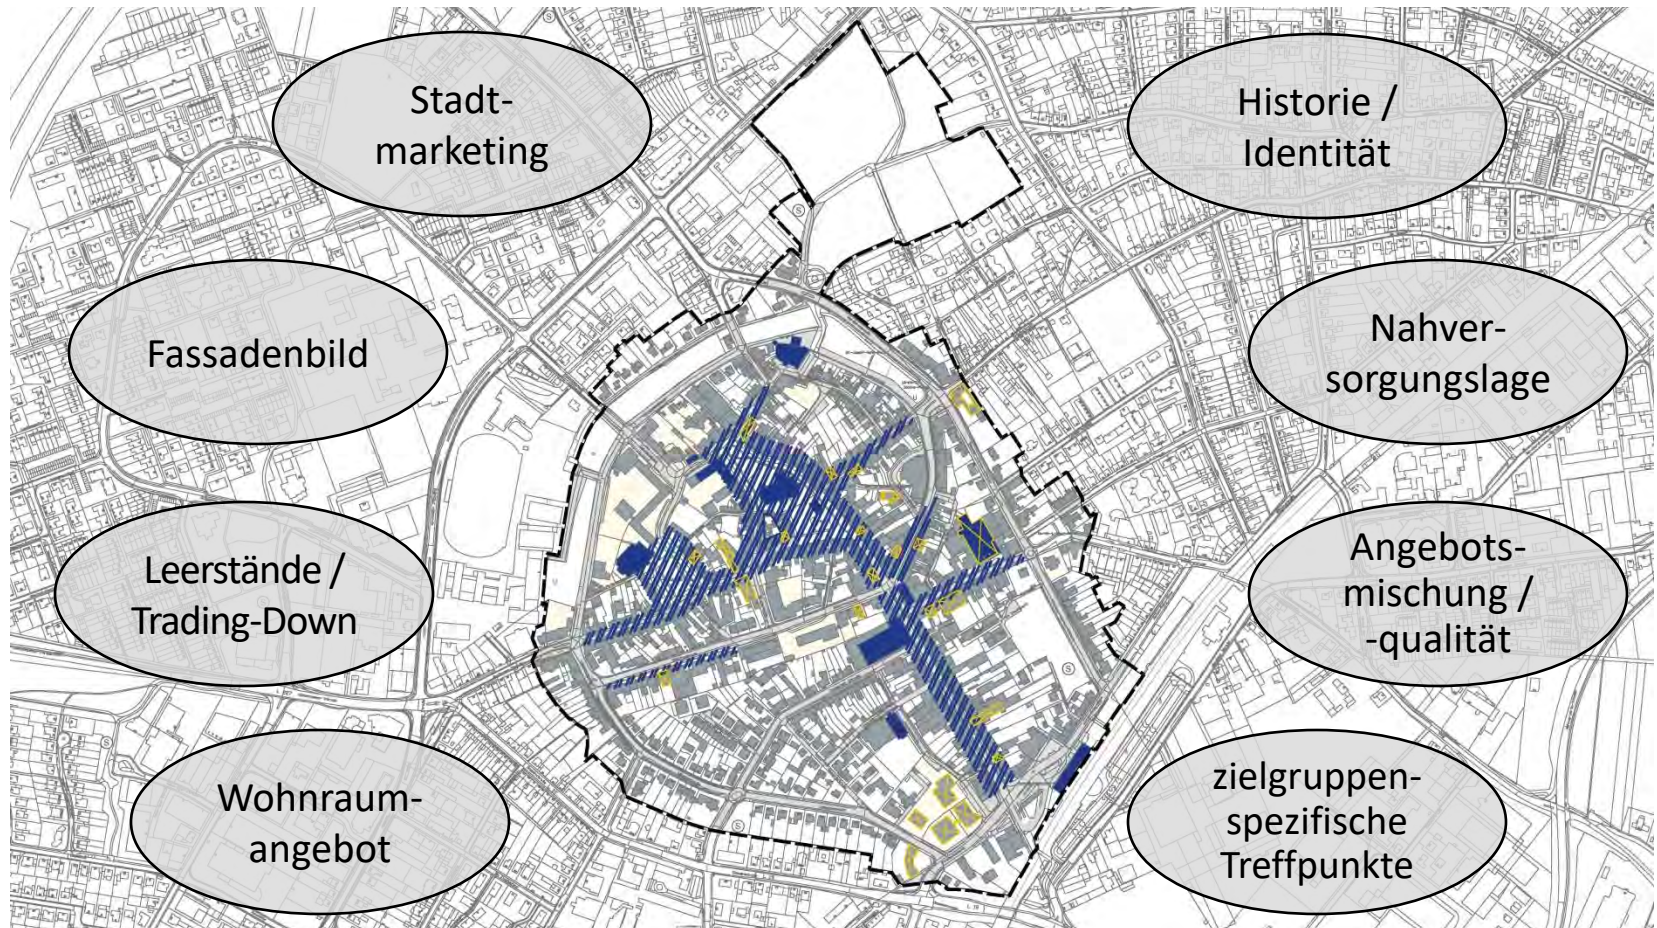 Stadt-
marketing
Historie /
Identität
Fassadenbild
Nahver-
sorgungslage
Leerstände /
Trading-Down
Angebots-
mischung /
-qualität
Wohnraum-
angebot
zielgruppen-
spezifische
Treffpunkte